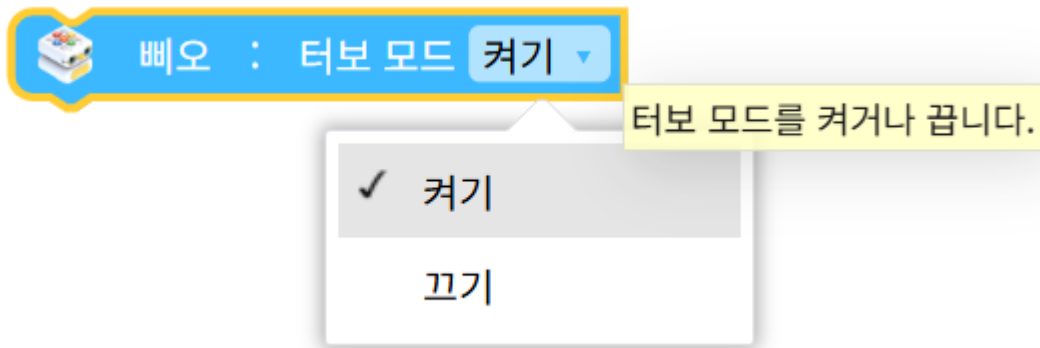 삐오 : 터보 모드 켜기
터보 모드를 켜거나 끕니다.
✓ 켜기
끄기